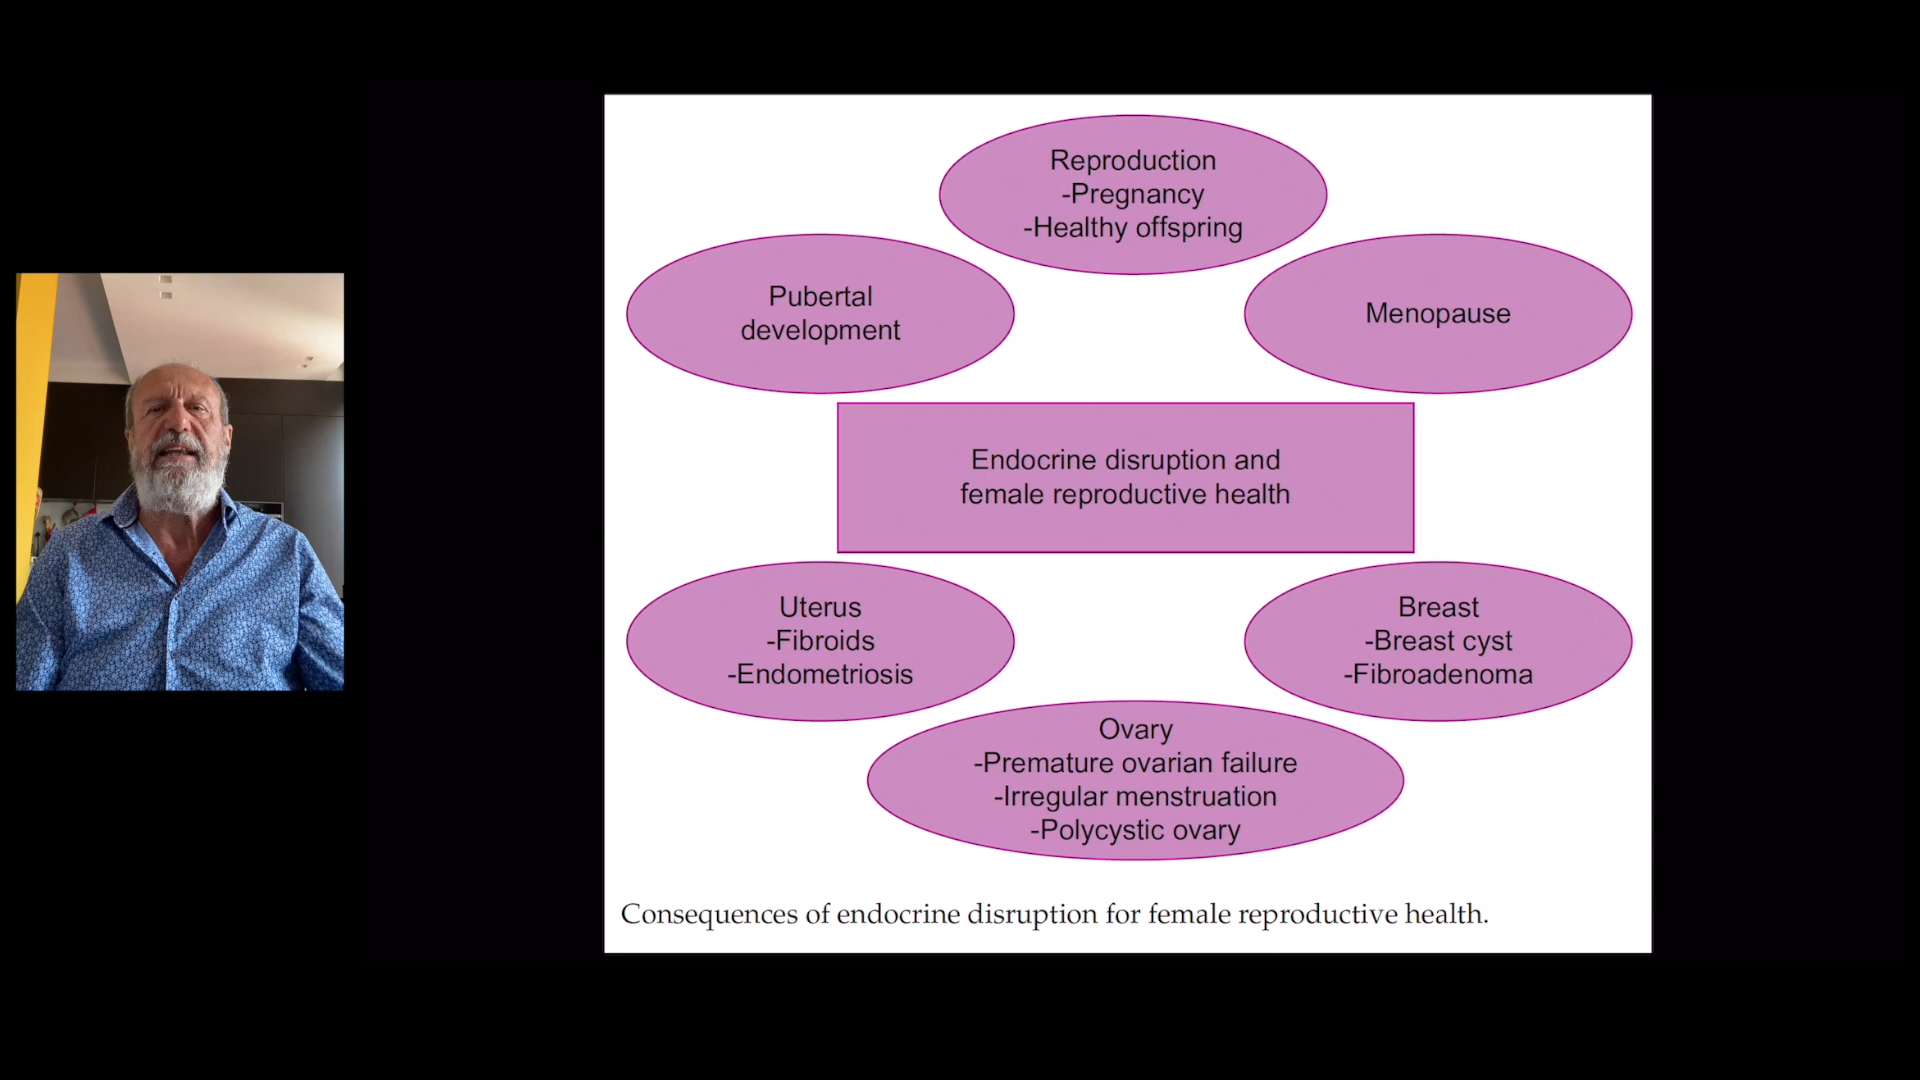 Reproduction
-Pregnancy
-Healthy offspring
Pubertal
development
Menopause
Endocrine disruption and
female reproductive health
Uterus
-Fibroids
-Endometriosis
Breast
-Breast cyst
-Fibroadenoma
Ovary
-Premature ovarian failure
-Irregular menstruation
-Polycystic ovary
Consequences of endocrine disruption for female reproductive health.